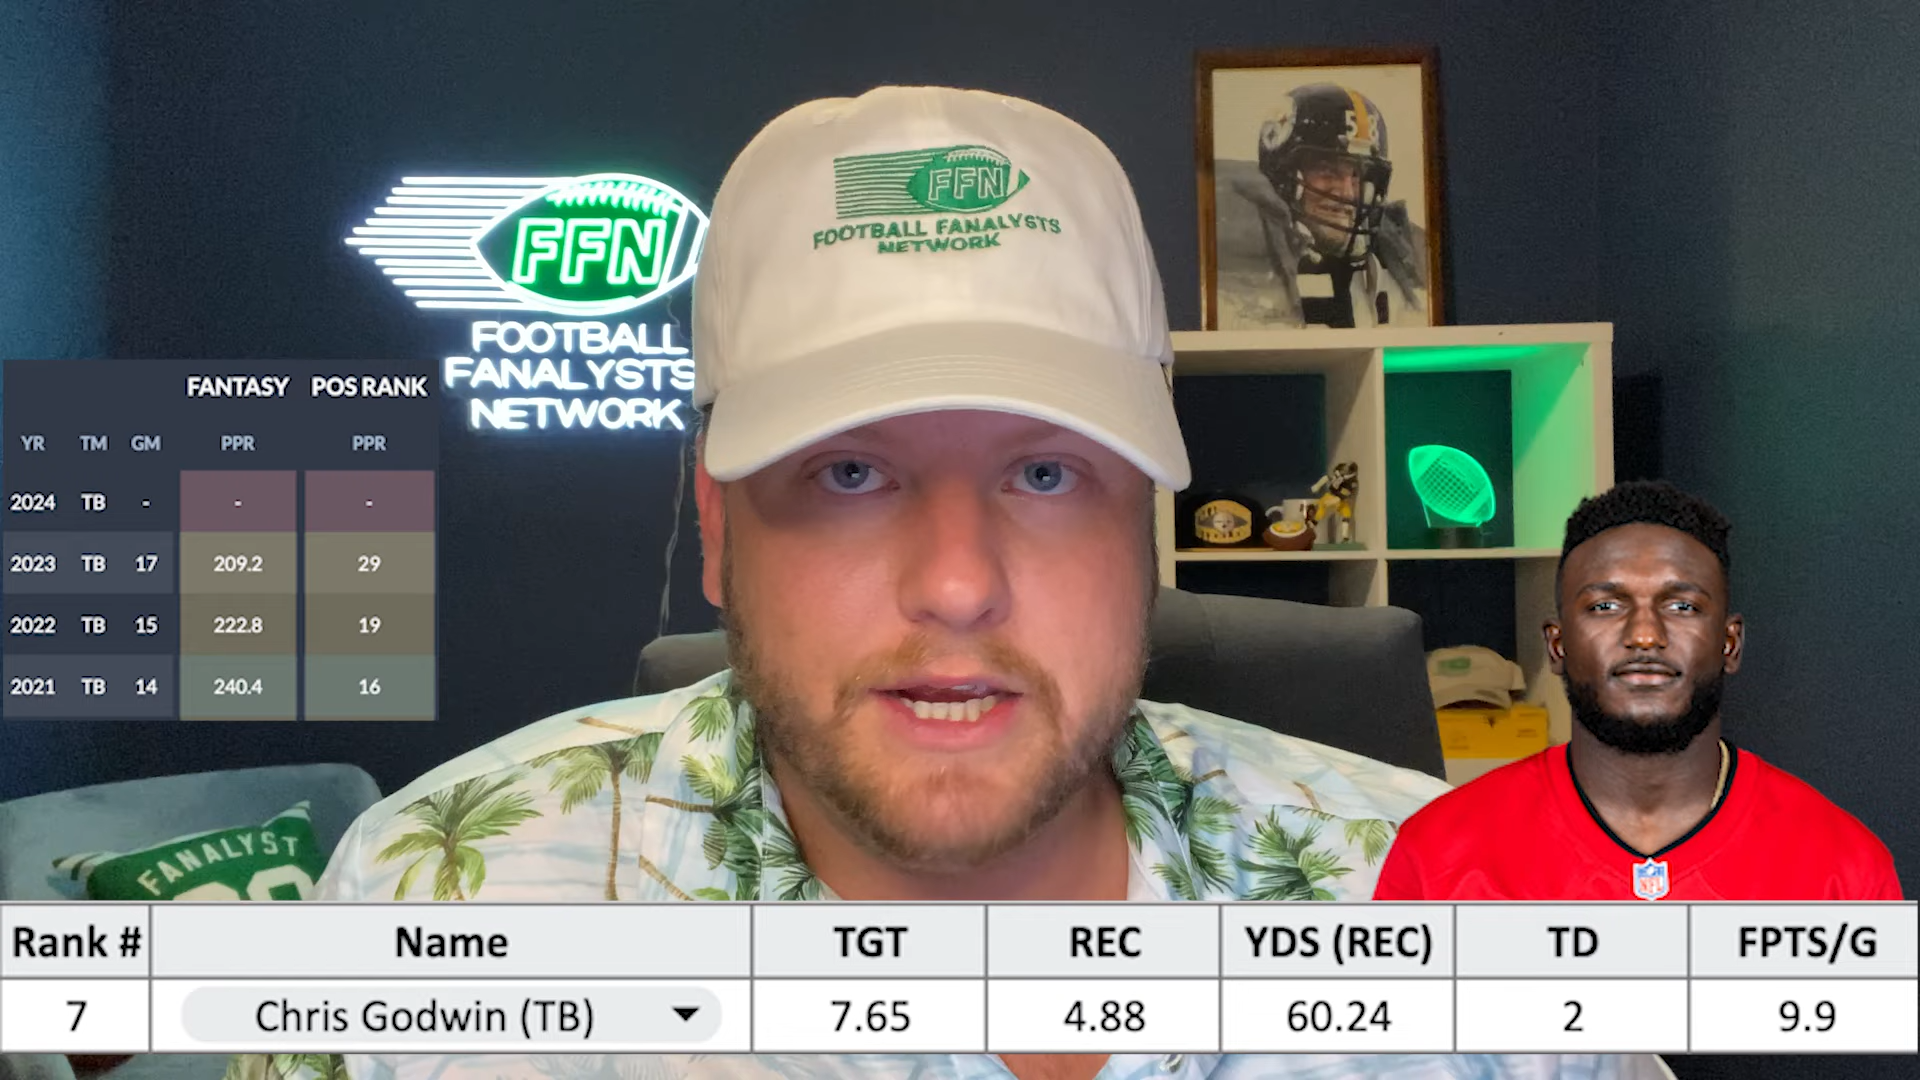 FFN
FOOTBALL FANALYSTS
NETWORK
FFN
FOOTBALL
FANALYSTS
NETWORK
58
FANTASY POS RANK
YR TM GM PPR PPR
2024 TB - - -
2023 TB 17 209.2 29
2022 TB 15 222.8 19
2021 TB 14 240.4 16
FANALYST
NFL
Rank # Name TGT REC YDS (REC) TD FPTS/G
7 Chris Godwin (TB) 7.65 4.88 60.24 2 9.9